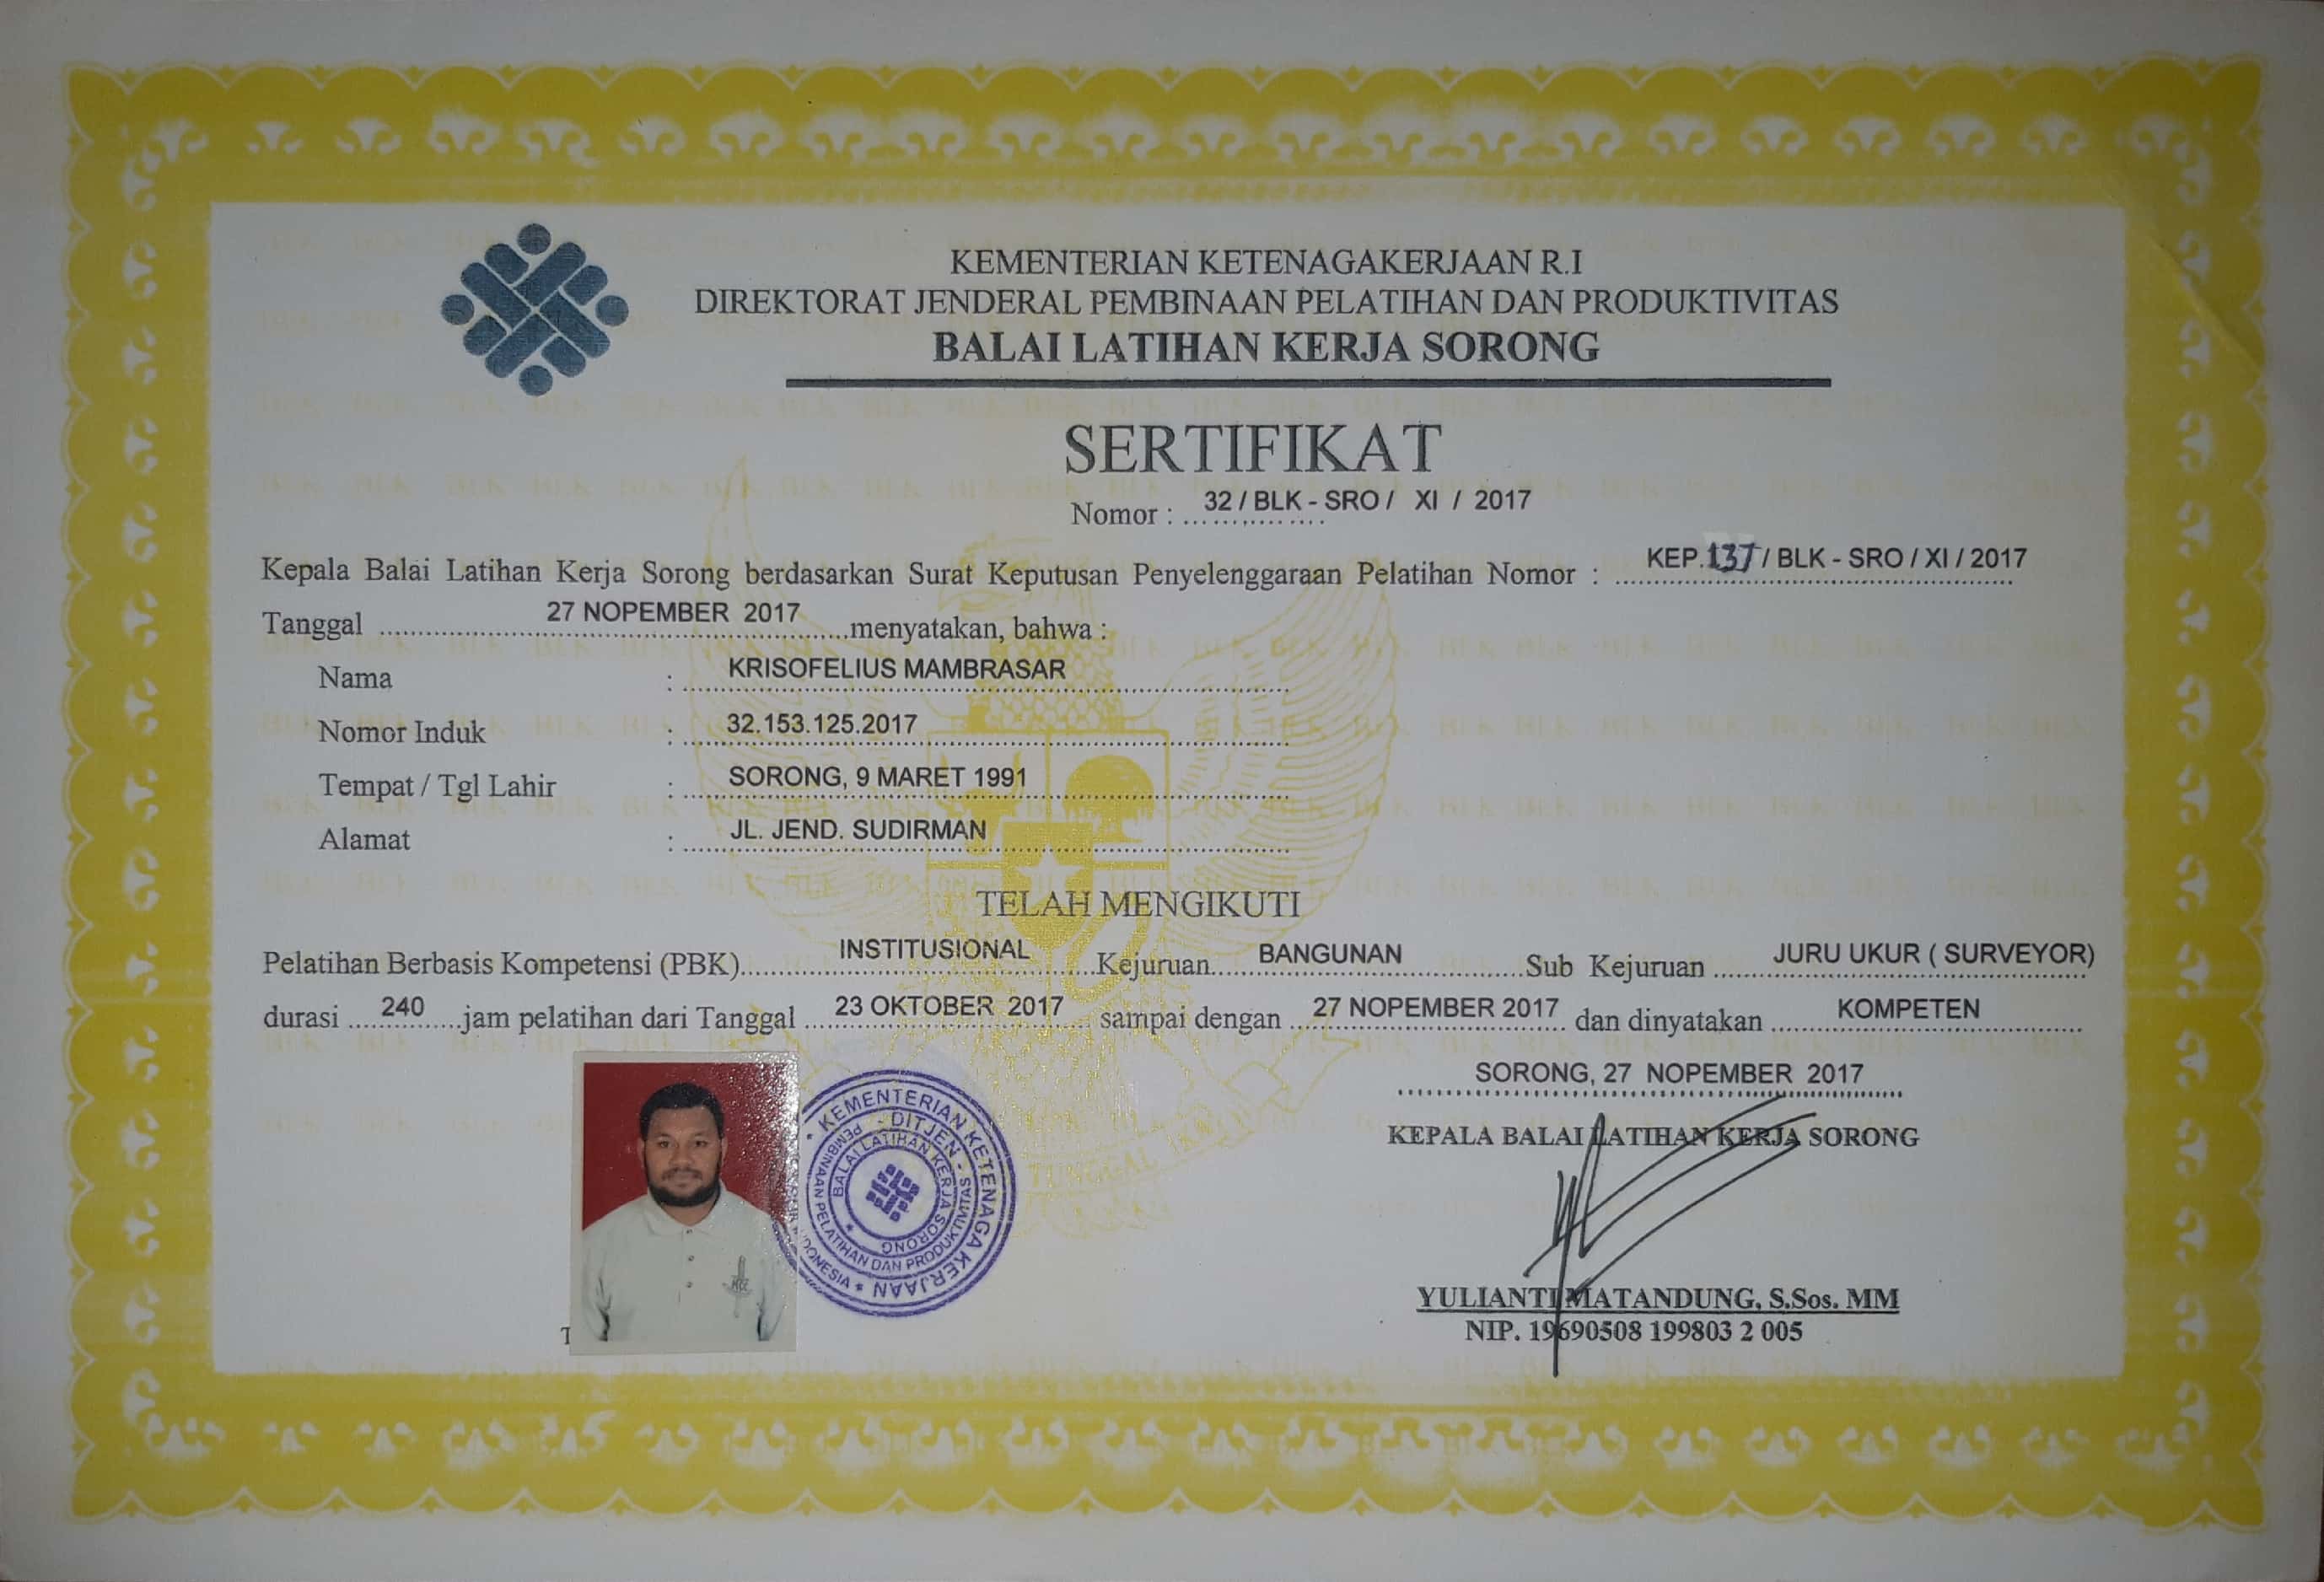 KEMENTERIAN KETENAGAKERJAAN R.I
DIREKTORAT JENDERAL PEMBINAAN PELATIHAN DAN PRODUKTIVITAS
BALAI LATIHAN KERJA SORONG
SERTIFIKAT
Nomor : 32 / BLK - SRO / XI / 2017
Kepala Balai Latihan Kerja Sorong berdasarkan Surat Keputusan Penyelenggaraan Pelatihan Nomor : KEP.137 / BLK - SRO / XI / 2017
Tanggal 27 NOPEMBER 2017 menyatakan, bahwa :
Nama : KRISOFELIUS MAMBRASAR
Nomor Induk : 32.153.125.2017
Tempat / Tgl Lahir : SORONG, 9 MARET 1991
Alamat : JL. JEND. SUDIRMAN
TELAH MENGIKUTI
Pelatihan Berbasis Kompetensi (PBK) INSTITUSIONAL Kejuruan BANGUNAN Sub Kejuruan JURU UKUR ( SURVEYOR)
durasi 240 jam pelatihan dari Tanggal 23 OKTOBER 2017 sampai dengan 27 NOPEMBER 2017 dan dinyatakan KOMPETEN
SORONG, 27 NOPEMBER 2017
KEPALA BALAI LATIHAN KERJA SORONG
KEMENTERIAN KETENAGA KERJAAN
DITJEN - PEMBINAAN PELATIHAN DAN PRODUKTIVITAS
BALAI LATIHAN KERJA SORONG
YULIANTI MATANDUNG, S.Sos. MM
NIP. 19690508 199803 2 005